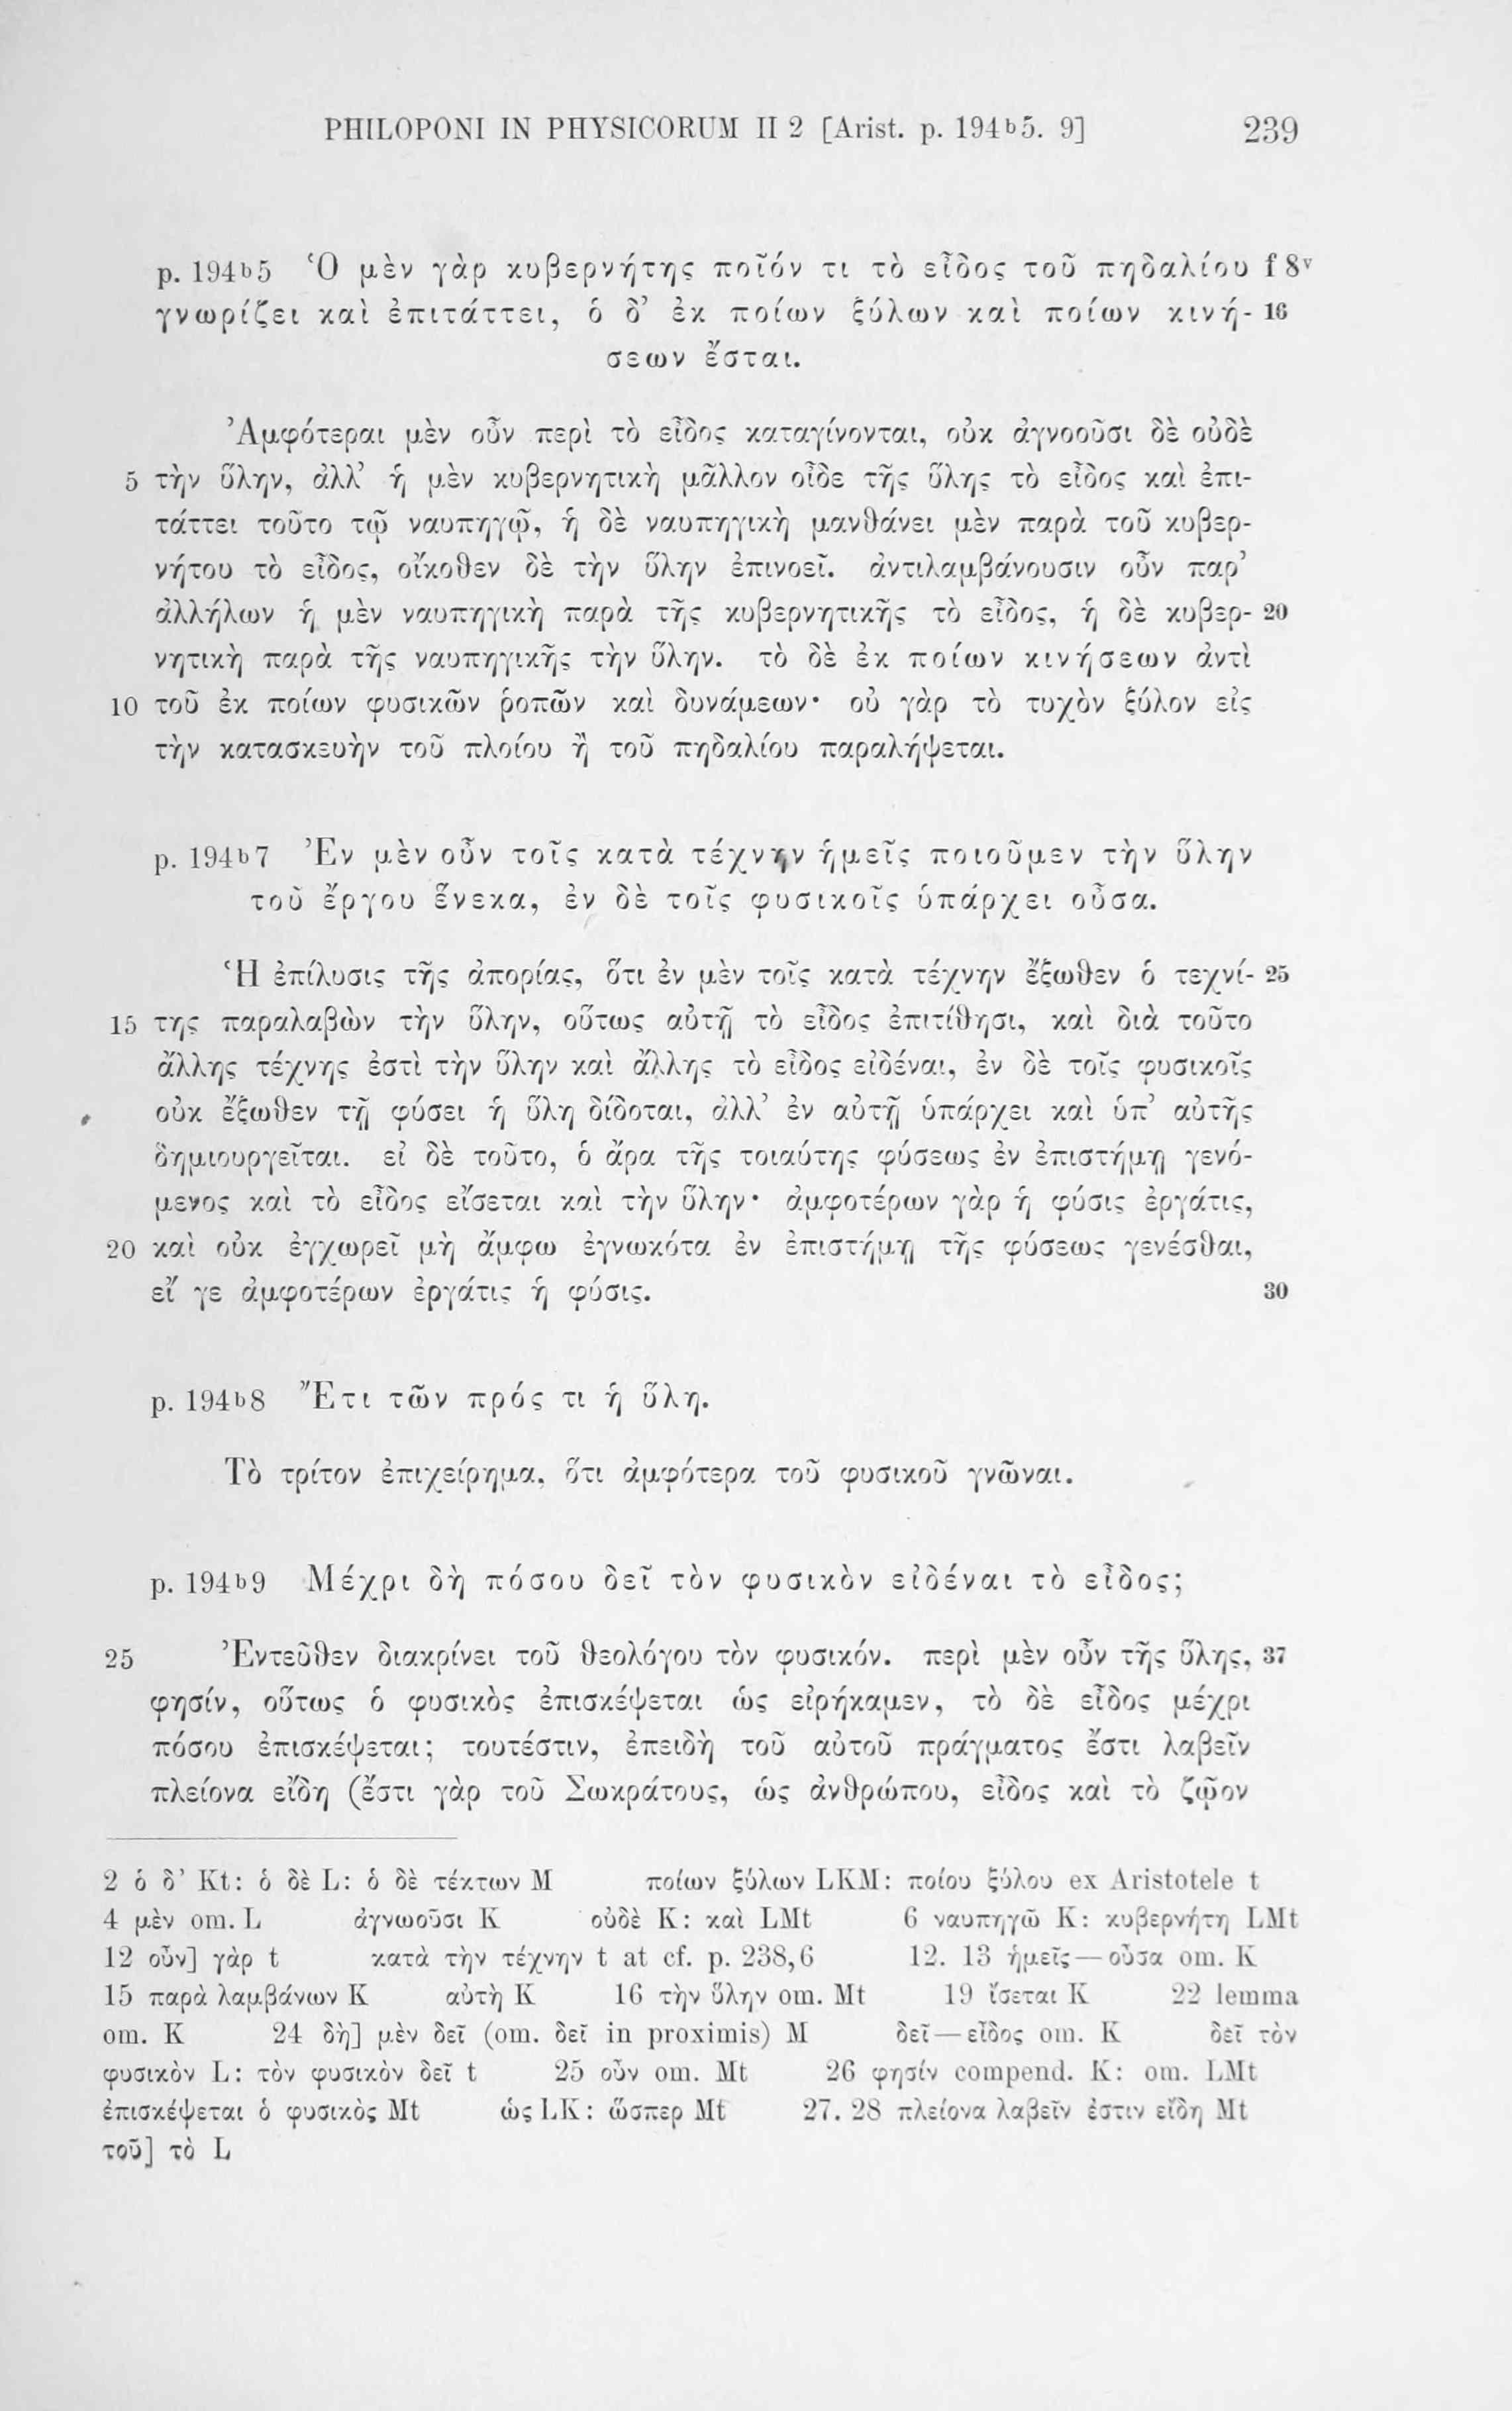 PHILOPONI IN PHYSICORUM II 2 [Arist. p. 194b5. 9] 239
p. 194b5 Ὁ μὲν γὰρ κυβερνήτης ποῖόν τι τὸ εἶδος τοῦ πηδαλίου f 8v
γνωρίζει καὶ ἐπιτάττει, ὁ δ’ ἐκ ποίων ξύλων καὶ ποίων κινή- 16
σεων ἔσται.
Ἀμφότεραι μὲν οὖν περὶ τὸ εἶδος καταγίνονται, οὐκ ἀγνοοῦσι δὲ οὐδὲ
5 τὴν ὕλην, ἀλλ’ ἡ μὲν κυβερνητικὴ μᾶλλον οἶδε τῆς ὕλης τὸ εἶδος καὶ ἐπι-
τάττει τοῦτο τῷ ναυπηγῷ, ἡ δὲ ναυπηγικὴ μανθάνει μὲν παρὰ τοῦ κυβερ-
νήτου τὸ εἶδος, οἴκοθεν δὲ τὴν ὕλην ἐπινοεῖ. ἀντιλαμβάνουσιν οὖν παρ’
ἀλλήλων ἡ μὲν ναυπηγικὴ παρὰ τῆς κυβερνητικῆς τὸ εἶδος, ἡ δὲ κυβερ- 20
νητικὴ παρὰ τῆς ναυπηγικῆς τὴν ὕλην. τὸ δὲ ἐκ ποίων κινήσεων ἀντὶ
10 τοῦ ἐκ ποίων φυσικῶν ῥοπῶν καὶ δυνάμεων· οὐ γὰρ τὸ τυχὸν ξύλον εἰς
τὴν κατασκευὴν τοῦ πλοίου ἢ τοῦ πηδαλίου παραλήψεται.
p. 194b7 Ἐν μὲν οὖν τοῖς κατὰ τέχνην ἡμεῖς ποιοῦμεν τὴν ὕλην
τοῦ ἔργου ἕνεκα, ἐν δὲ τοῖς φυσικοῖς ὑπάρχει οὖσα.
Ἡ ἐπίλυσις τῆς ἀπορίας, ὅτι ἐν μὲν τοῖς κατὰ τέχνην ἔξωθεν ὁ τεχνί- 25
15 της παραλαβὼν τὴν ὕλην, οὕτως αὐτῇ τὸ εἶδος ἐπιτίθησι, καὶ διὰ τοῦτο
ἄλλης τέχνης ἐστὶ τὴν ὕλην καὶ ἄλλης τὸ εἶδος εἰδέναι, ἐν δὲ τοῖς φυσικοῖς
οὐκ ἔξωθεν τῇ φύσει ἡ ὕλη δίδοται, ἀλλ’ ἐν αὐτῇ ὑπάρχει καὶ ὑπ’ αὐτῆς
δημιουργεῖται. εἰ δὲ τοῦτο, ὁ ἄρα τῆς τοιαύτης φύσεως ἐν ἐπιστήμῃ γενό-
μενος καὶ τὸ εἶδος εἴσεται καὶ τὴν ὕλην· ἀμφοτέρων γὰρ ἡ φύσις ἐργάτις,
20 καὶ οὐκ ἐγχωρεῖ μὴ ἄμφω ἐγνωκότα ἐν ἐπιστήμῃ τῆς φύσεως γενέσθαι,
εἴ γε ἀμφοτέρων ἐργάτις ἡ φύσις. 30
p. 194b8 Ἔτι τῶν πρός τι ἡ ὕλη.
Τὸ τρίτον ἐπιχείρημα, ὅτι ἀμφότερα τοῦ φυσικοῦ γνῶναι.
p. 194b9 Μέχρι δὴ πόσου δεῖ τὸν φυσικὸν εἰδέναι τὸ εἶδος;
25 Ἐντεῦθεν διακρίνει τοῦ θεολόγου τὸν φυσικόν. περὶ μὲν οὖν τῆς ὕλης, 37
φησίν, οὕτως ὁ φυσικὸς ἐπισκέψεται ὡς εἰρήκαμεν, τὸ δὲ εἶδος μέχρι
πόσου ἐπισκέψεται; τουτέστιν, ἐπειδὴ τοῦ αὐτοῦ πράγματος ἔστι λαβεῖν
πλείονα εἴδη (ἔστι γὰρ τοῦ Σωκράτους, ὡς ἀνθρώπου, εἶδος καὶ τὸ ζῷον
2 ὁ δ’ Kt: ὁ δὲ L: ὁ δὲ τέκτων M ποίων ξύλων LKM: ποίου ξύλου ex Aristotele t
4 μὲν om. L ἀγνωοῦσι K οὐδὲ K: καὶ LMt 6 ναυπηγῶ K: κυβερνήτη LMt
12 οὖν] γὰρ t κατὰ τὴν τέχνην t at cf. p. 238,6 12. 13 ἡμεῖς — οὖσα om. K
15 παρὰ λαμβάνων K αὐτὴ K 16 τὴν ὕλην om. Mt 19 ἴσεται K 22 lemma
om. K 24 δὴ] μὲν δεῖ (om. δεῖ in proximis) M δεῖ — εἶδος om. K δεῖ τὸν
φυσικὸν L: τὸν φυσικὸν δεῖ t 25 οὖν om. Mt 26 φησίν compend. K: om. LMt
ἐπισκέψεται ὁ φυσικὸς Mt ὡς LK: ὥσπερ Mt 27. 28 πλείονα λαβεῖν ἐστιν εἴδη Mt
τοῦ] τὸ L